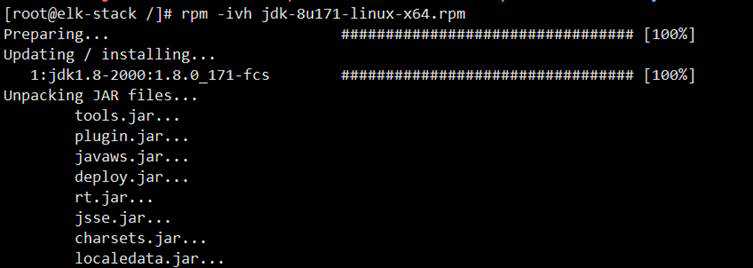 [root@elk-stack /]# rpm -ivh jdk-8u171-linux-x64.rpm
Preparing... ################################# [100%]
Updating / installing...
1:jdk1.8-2000:1.8.0_171-fcs ################################# [100%]
Unpacking JAR files...
tools.jar...
plugin.jar...
javaws.jar...
deploy.jar...
rt.jar...
jsse.jar...
charsets.jar...
localedata.jar...